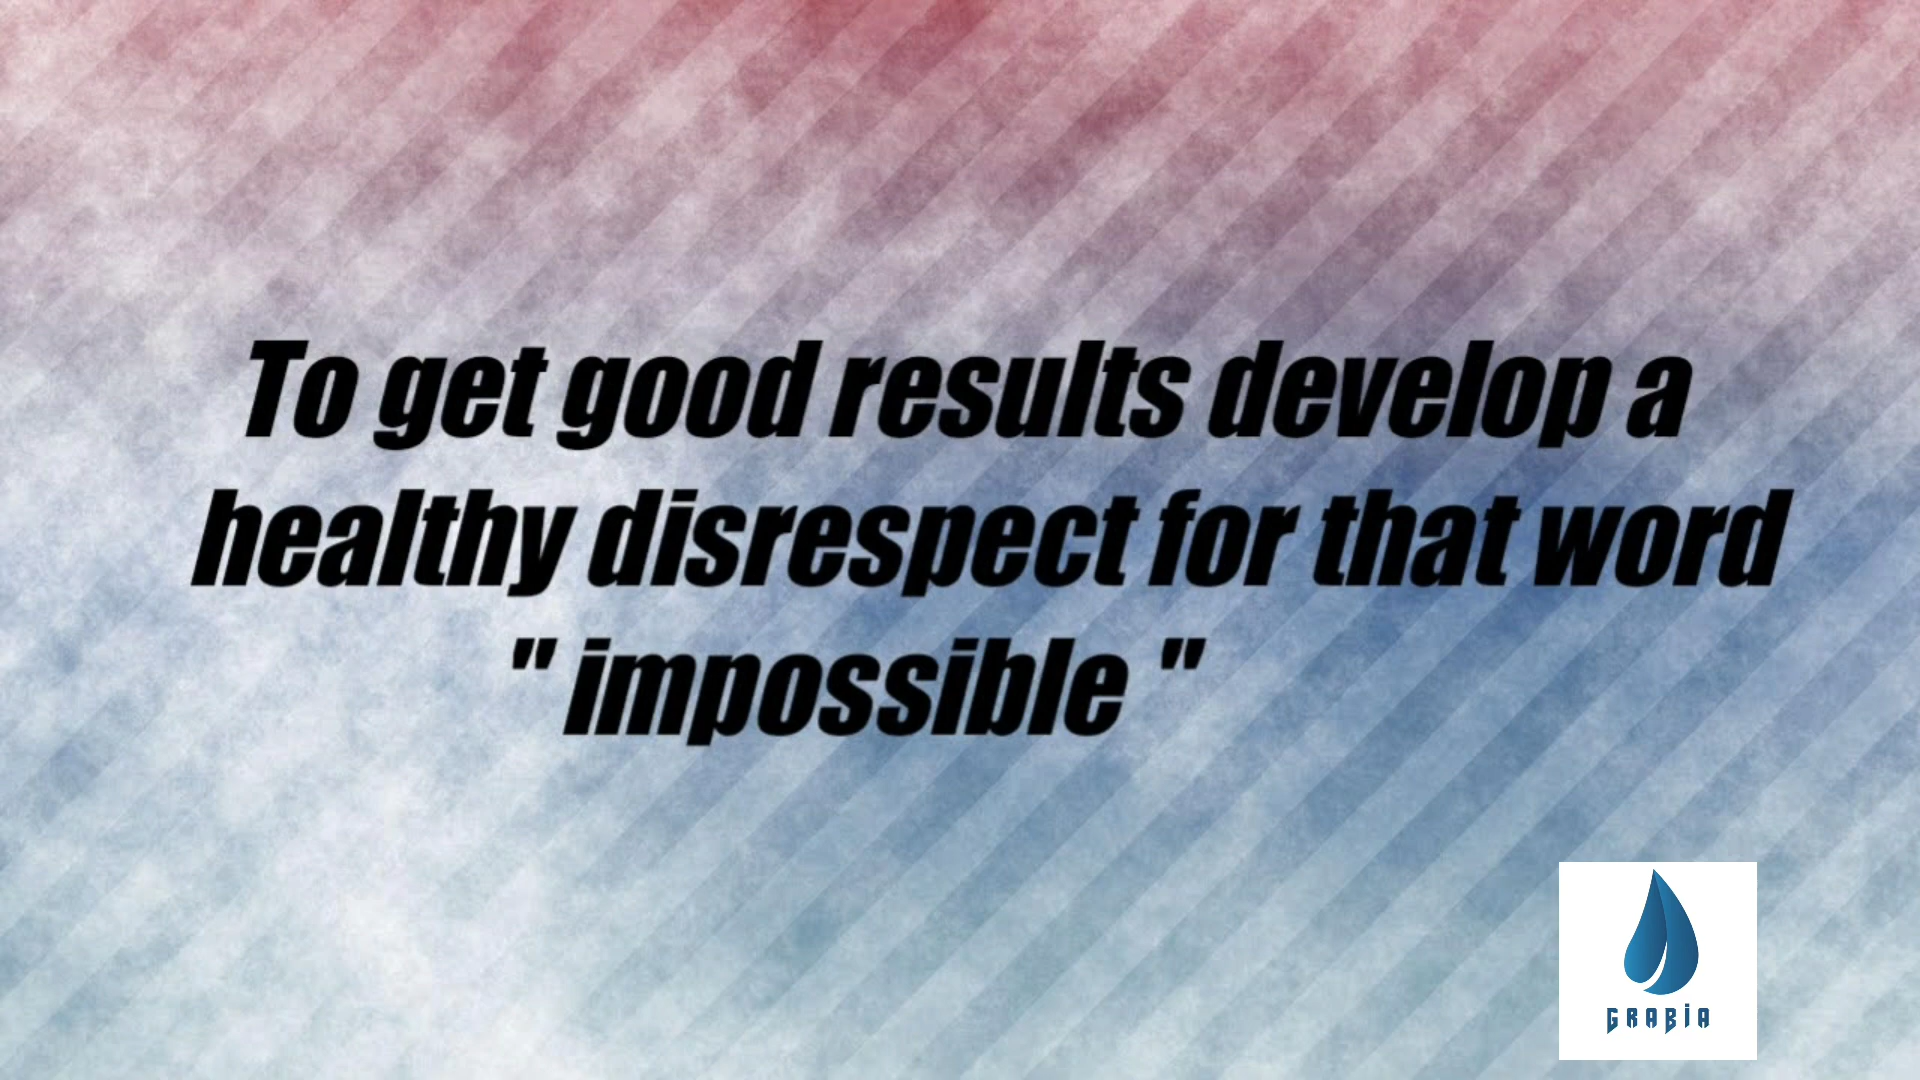 To get good results develop a
healthy disrespect for that word
" impossible "
GRABIA